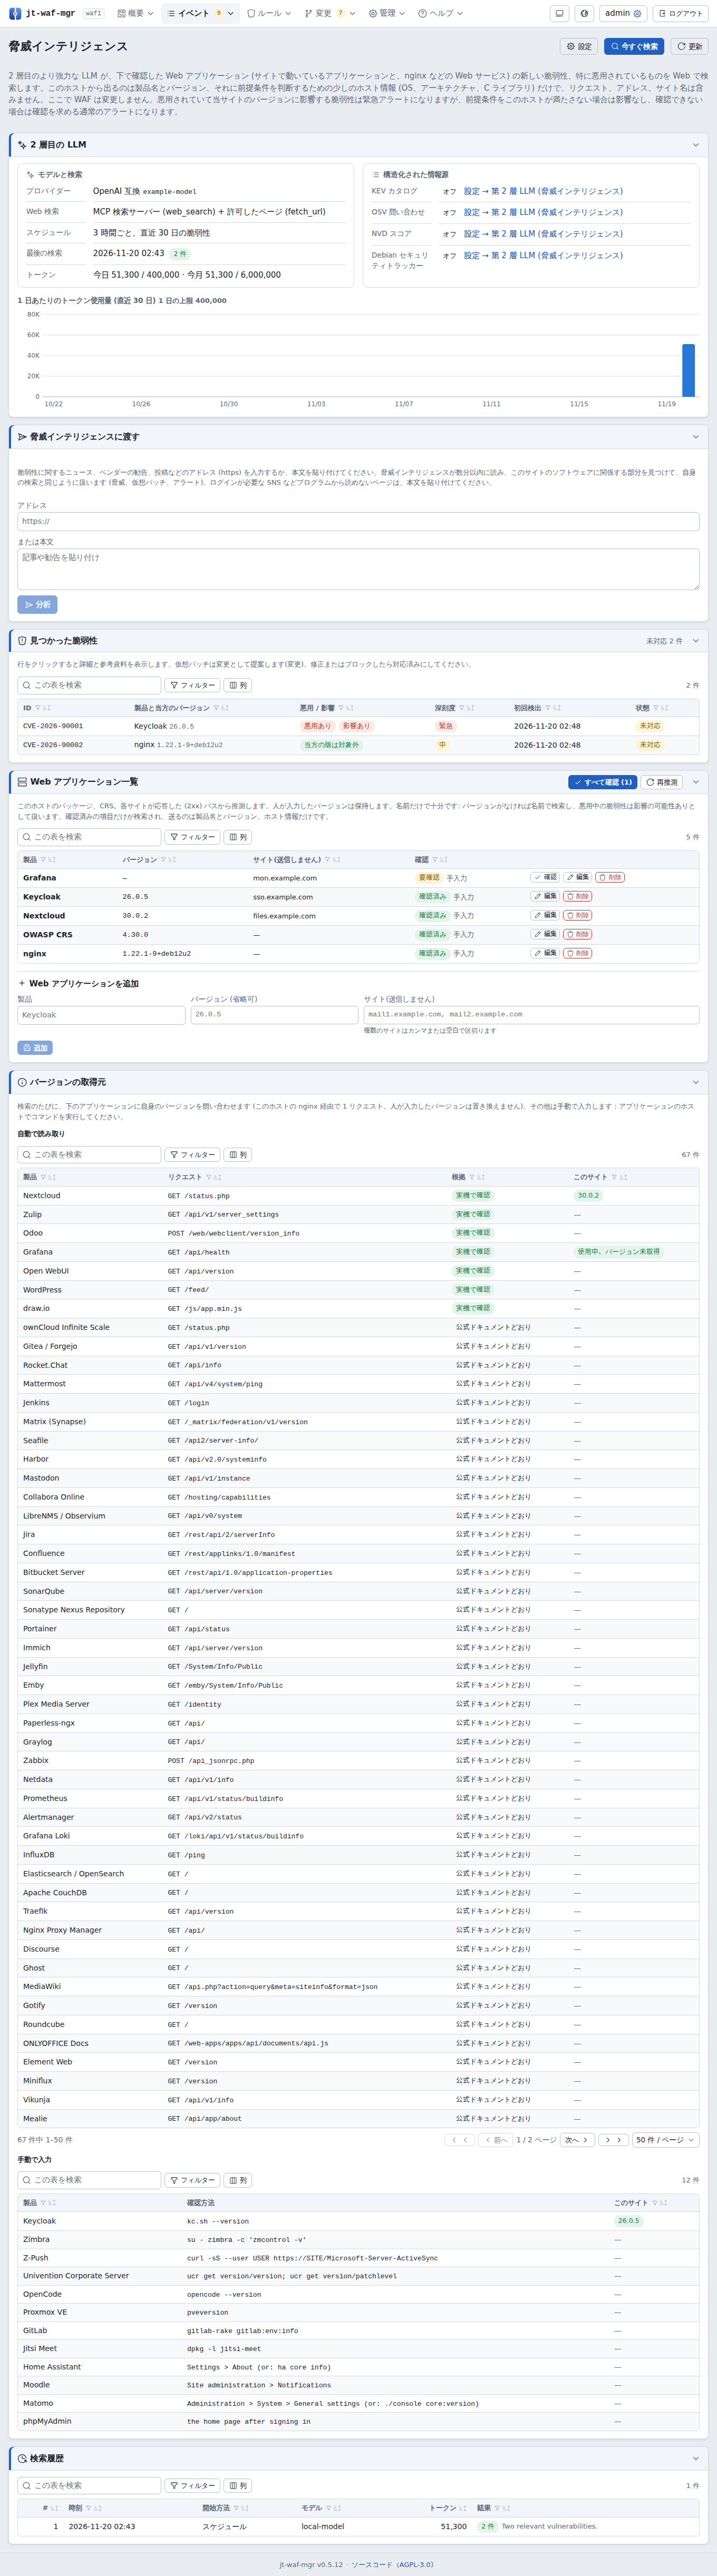 jt-waf-mgr waf1 概要 イベント 9 ルール 変更 7 管理 ヘルプ admin ログアウト
脅威インテリジェンス 設定 今すぐ検索 更新
2 層目のより強力な LLM が、下で確認した Web アプリケーション (サイトで動いているアプリケーションと、nginx などの Web サービス) の新しい脆弱性、特に悪用されているものを Web で検索します。このホストから出るのは製品名とバージョン、それに前提条件を判断するための少しのホスト情報 (OS、アーキテクチャ、C ライブラリ) だけで、リクエスト、アドレス、サイト名は含みません。ここで WAF は変更しません。悪用されていて当サイトのバージョンに影響する脆弱性は緊急アラートになりますが、前提条件をこのホストが満たさない場合は影響なし、確認できない場合は確認を求める通常のアラートになります。
2 層目の LLM
モデルと検索
プロバイダー OpenAI 互換 example-model
Web 検索 MCP 検索サーバー (web_search) + 許可したページ (fetch_url)
スケジュール 3 時間ごと、直近 30 日の脆弱性
最後の検索 2026-11-20 02:43 2 件
トークン 今日 51,300 / 400,000 · 今月 51,300 / 6,000,000
構造化された情報源
KEV カタログ オフ 設定 → 第 2 層 LLM (脅威インテリジェンス)
OSV 問い合わせ オフ 設定 → 第 2 層 LLM (脅威インテリジェンス)
NVD スコア オフ 設定 → 第 2 層 LLM (脅威インテリジェンス)
Debian セキュリティトラッカー オフ 設定 → 第 2 層 LLM (脅威インテリジェンス)
1 日あたりのトークン使用量 (直近 30 日) 1 日の上限 400,000
80K
60K
40K
20K
0
10/22 10/26 10/30 11/03 11/07 11/11 11/15 11/19
脅威インテリジェンスに渡す
脆弱性に関するニュース、ベンダーの勧告、投稿などのアドレス (https) を入力するか、本文を貼り付けてください。脅威インテリジェンスが数分以内に読み、このサイトのソフトウェアに関係する部分を見つけて、自身の検索と同じように扱います (脅威、仮想パッチ、アラート)。ログインが必要な SNS などプログラムから読めないページは、本文を貼り付けてください。
アドレス
https://
または本文
記事や勧告を貼り付け
分析
見つかった脆弱性 未対応 2 件
行をクリックすると詳細と参考資料を表示します。仮想パッチは変更として提案します(変更)、修正またはブロックしたら対応済みにしてください。
この表を検索 フィルター 列 2 件
ID 製品と当方のバージョン 悪用 / 影響 深刻度 初回検出 状態
CVE-2026-90001 Keycloak 26.0.5 悪用あり 影響あり 緊急 2026-11-20 02:48 未対応
CVE-2026-90002 nginx 1.22.1-9+deb12u2 当方の版は対象外 中 2026-11-20 02:48 未対応
Web アプリケーション一覧 すべて確認 (1) 再推測
このホストのパッケージ、CRS、各サイトが応答した (2xx) パスから推測します。人が入力したバージョンは保持します、名前だけで十分です: バージョンがなければ名前で検索し、悪用中の脆弱性は影響の可能性ありとして扱います。確認済みの項目だけが検索され、送るのは製品名とバージョン、ホスト情報だけです。
この表を検索 フィルター 列 5 件
製品 バージョン サイト(送信しません) 確認
Grafana — mon.example.com 要確認 手入力 確認 編集 削除
Keycloak 26.0.5 sso.example.com 確認済み 手入力 編集 削除
Nextcloud 30.0.2 files.example.com 確認済み 手入力 編集 削除
OWASP CRS 4.30.0 — 確認済み 手入力 編集 削除
nginx 1.22.1-9+deb12u2 — 確認済み 手入力 編集 削除
Web アプリケーションを追加
製品 バージョン (省略可) サイト(送信しません)
Keycloak 26.0.5 mail1.example.com, mail2.example.com
複数のサイトはカンマまたは空白で区切ります
追加
バージョンの取得元
検索のたびに、下のアプリケーションに自身のバージョンを問い合わせます (このホストの nginx 経由で 1 リクエスト。人が入力したバージョンは置き換えません)。その他は手動で入力します：アプリケーションのホストでコマンドを実行してください。
自動で読み取り
この表を検索 フィルター 列 67 件
製品 リクエスト 根拠 このサイト
Nextcloud GET /status.php 実機で確認 30.0.2
Zulip GET /api/v1/server_settings 実機で確認 —
Odoo POST /web/webclient/version_info 実機で確認 —
Grafana GET /api/health 実機で確認 使用中、バージョン未取得
Open WebUI GET /api/version 実機で確認 —
WordPress GET /feed/ 実機で確認 —
draw.io GET /js/app.min.js 実機で確認 —
ownCloud Infinite Scale GET /status.php 公式ドキュメントどおり —
Gitea / Forgejo GET /api/v1/version 公式ドキュメントどおり —
Rocket.Chat GET /api/info 公式ドキュメントどおり —
Mattermost GET /api/v4/system/ping 公式ドキュメントどおり —
Jenkins GET /login 公式ドキュメントどおり —
Matrix (Synapse) GET /_matrix/federation/v1/version 公式ドキュメントどおり —
Seafile GET /api2/server-info/ 公式ドキュメントどおり —
Harbor GET /api/v2.0/systeminfo 公式ドキュメントどおり —
Mastodon GET /api/v1/instance 公式ドキュメントどおり —
Collabora Online GET /hosting/capabilities 公式ドキュメントどおり —
LibreNMS / Observium GET /api/v0/system 公式ドキュメントどおり —
Jira GET /rest/api/2/serverInfo 公式ドキュメントどおり —
Confluence GET /rest/applinks/1.0/manifest 公式ドキュメントどおり —
Bitbucket Server GET /rest/api/1.0/application-properties 公式ドキュメントどおり —
SonarQube GET /api/server/version 公式ドキュメントどおり —
Sonatype Nexus Repository GET / 公式ドキュメントどおり —
Portainer GET /api/status 公式ドキュメントどおり —
Immich GET /api/server/version 公式ドキュメントどおり —
Jellyfin GET /System/Info/Public 公式ドキュメントどおり —
Emby GET /emby/System/Info/Public 公式ドキュメントどおり —
Plex Media Server GET /identity 公式ドキュメントどおり —
Paperless-ngx GET /api/ 公式ドキュメントどおり —
Graylog GET /api/ 公式ドキュメントどおり —
Zabbix POST /api_jsonrpc.php 公式ドキュメントどおり —
Netdata GET /api/v1/info 公式ドキュメントどおり —
Prometheus GET /api/v1/status/buildinfo 公式ドキュメントどおり —
Alertmanager GET /api/v2/status 公式ドキュメントどおり —
Grafana Loki GET /loki/api/v1/status/buildinfo 公式ドキュメントどおり —
InfluxDB GET /ping 公式ドキュメントどおり —
Elasticsearch / OpenSearch GET / 公式ドキュメントどおり —
Apache CouchDB GET / 公式ドキュメントどおり —
Traefik GET /api/version 公式ドキュメントどおり —
Nginx Proxy Manager GET /api/ 公式ドキュメントどおり —
Discourse GET / 公式ドキュメントどおり —
Ghost GET / 公式ドキュメントどおり —
MediaWiki GET /api.php?action=query&meta=siteinfo&format=json 公式ドキュメントどおり —
Gotify GET /version 公式ドキュメントどおり —
Roundcube GET / 公式ドキュメントどおり —
ONLYOFFICE Docs GET /web-apps/apps/api/documents/api.js 公式ドキュメントどおり —
Element Web GET /version 公式ドキュメントどおり —
Miniflux GET /version 公式ドキュメントどおり —
Vikunja GET /api/v1/info 公式ドキュメントどおり —
Mealie GET /api/app/about 公式ドキュメントどおり —
67 件中 1–50 件 前へ 1 / 2 ページ 次へ 50 件 / ページ
手動で入力
この表を検索 フィルター 列 12 件
製品 確認方法 このサイト
Keycloak kc.sh --version 26.0.5
Zimbra su - zimbra -c 'zmcontrol -v' —
Z-Push curl -sS --user USER https://SITE/Microsoft-Server-ActiveSync —
Univention Corporate Server ucr get version/version; ucr get version/patchlevel —
OpenCode opencode --version —
Proxmox VE pveversion —
GitLab gitlab-rake gitlab:env:info —
Jitsi Meet dpkg -l jitsi-meet —
Home Assistant Settings > About (or: ha core info) —
Moodle Site administration > Notifications —
Matomo Administration > System > General settings (or: ./console core:version) —
phpMyAdmin the home page after signing in —
検索履歴
この表を検索 フィルター 列 1 件
# 時刻 開始方法 モデル トークン 結果
1 2026-11-20 02:43 スケジュール local-model 51,300 2 件 Two relevant vulnerabilities.
jt-waf-mgr v0.5.12 · ソースコード（AGPL-3.0）